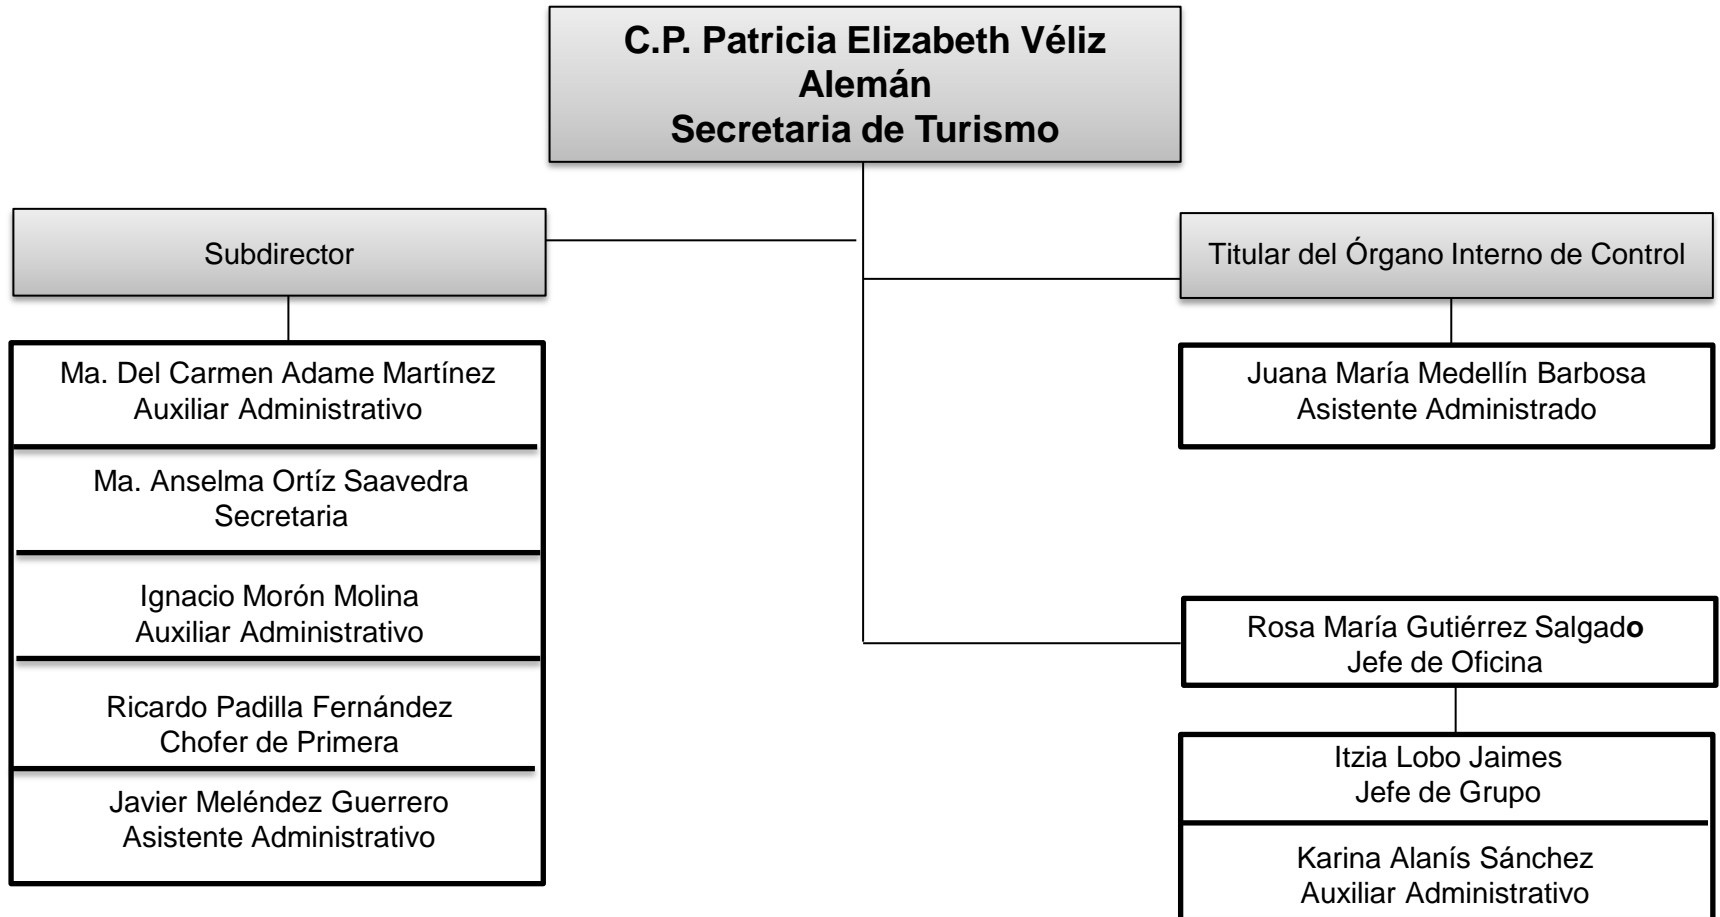 C.P. Patricia Elizabeth Véliz
Alemán
Secretaria de Turismo
Subdirector
Titular del Órgano Interno de Control
Ma. Del Carmen Adame Martínez
Auxiliar Administrativo
Ma. Anselma Ortíz Saavedra
Secretaria
Ignacio Morón Molina
Auxiliar Administrativo
Ricardo Padilla Fernández
Chofer de Primera
Javier Meléndez Guerrero
Asistente Administrativo
Juana María Medellín Barbosa
Asistente Administrado
Rosa María Gutiérrez Salgado
Jefe de Oficina
Itzia Lobo Jaimes
Jefe de Grupo
Karina Alanís Sánchez
Auxiliar Administrativo